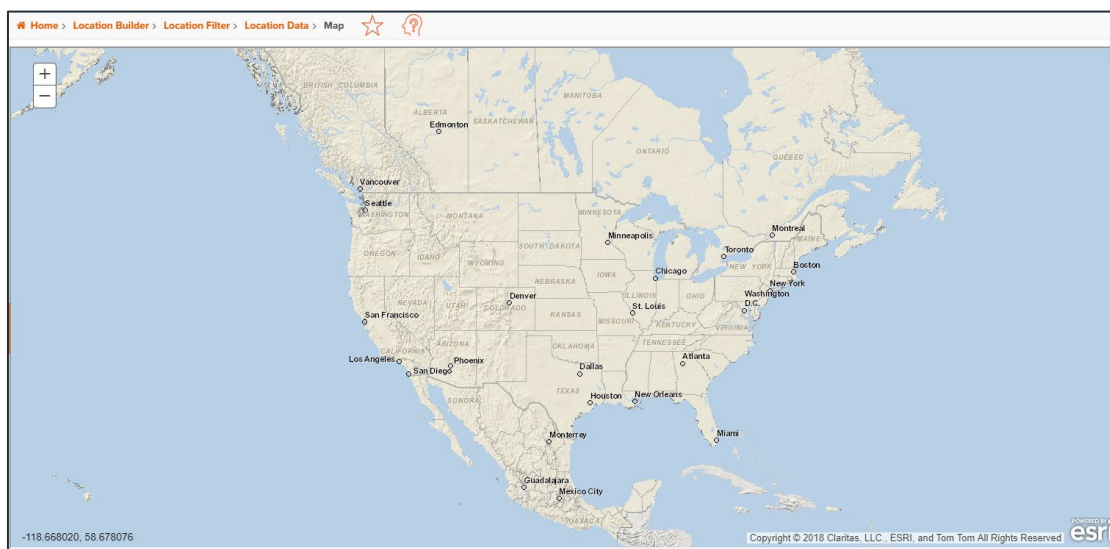 Home > Location Builder > Location Filter > Location Data > Map
+
−
BRITISH COLUMBIA
ALBERTA
Edmonton
SASKATCHEWAN
MANITOBA
ONTARIO
QUÉBEC
Vancouver
Seattle
WASHINGTON
MONTANA
MINNESOTA
Minneapolis
Montreal
MAINE
Toronto
OREGON
IDAHO
SOUTH DAKOTA
WYOMING
Boston
NEW YORK
Chicago
IOWA
NEBRASKA
New York
Washington
D.C.
NEVADA
UTAH
COLORADO
Denver
ILLINOIS
OHIO
San Francisco
KANSAS
St. Louis
MISSOURI
KENTUCKY
VIRGINIA
CALIFORNIA
ARIZONA
OKLAHOMA
TENNESSEE
Los Angeles
Phoenix
Atlanta
San Diego
Dallas
TEXAS
SONORA
Houston
New Orleans
Monterrey
Miami
Guadalajara
Mexico City
OAXACA
-118.668020, 58.678076
Copyright © 2018 Claritas, LLC., ESRI, and Tom Tom All Rights Reserved
POWERED BY
esri